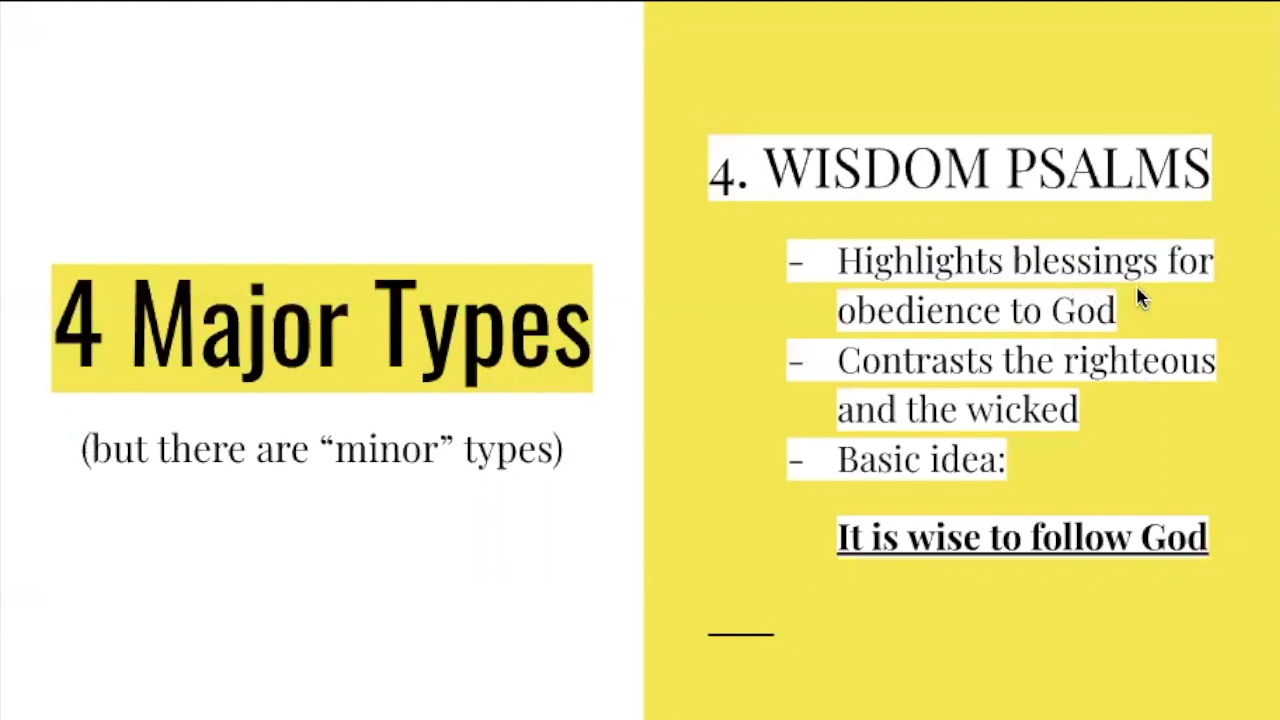 4 Major Types
(but there are “minor” types)
4. WISDOM PSALMS
- Highlights blessings for
obedience to God
- Contrasts the righteous
and the wicked
- Basic idea:
It is wise to follow God